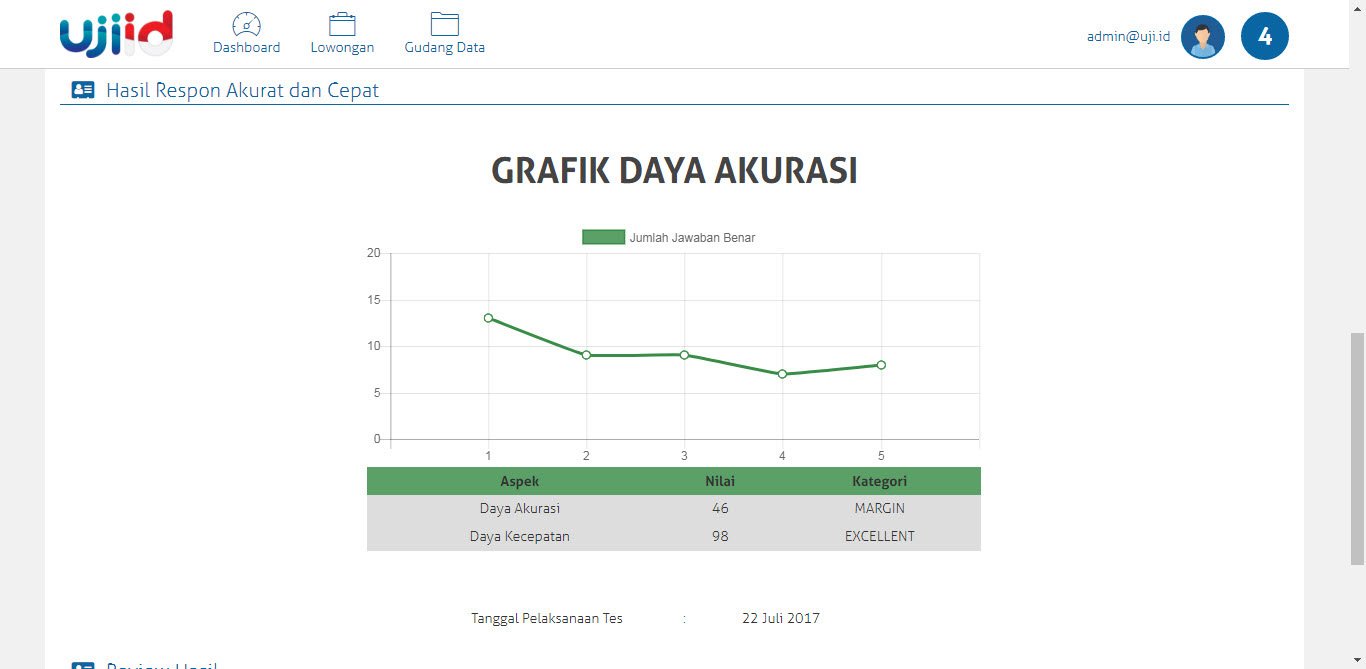 ujiid
Dashboard Lowongan Gudang Data admin@uji.id 4
Hasil Respon Akurat dan Cepat
GRAFIK DAYA AKURASI
Jumlah Jawaban Benar
20
15
10
5
0
1 2 3 4 5
Aspek Nilai Kategori
Daya Akurasi 46 MARGIN
Daya Kecepatan 98 EXCELLENT
Tanggal Pelaksanaan Tes : 22 Juli 2017
Review Hasil